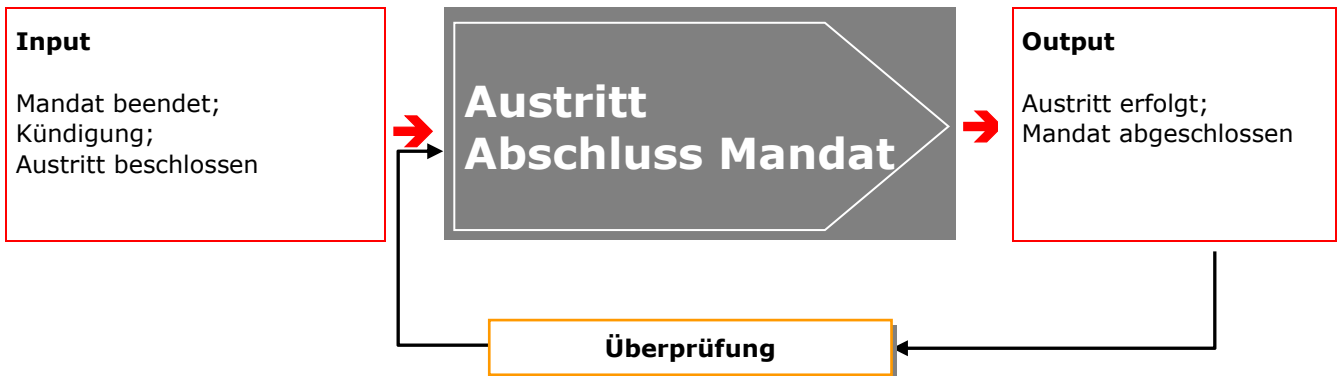 Input
Mandat beendet;
Kündigung;
Austritt beschlossen
Austritt
Abschluss Mandat
Output
Austritt erfolgt;
Mandat abgeschlossen
Überprüfung